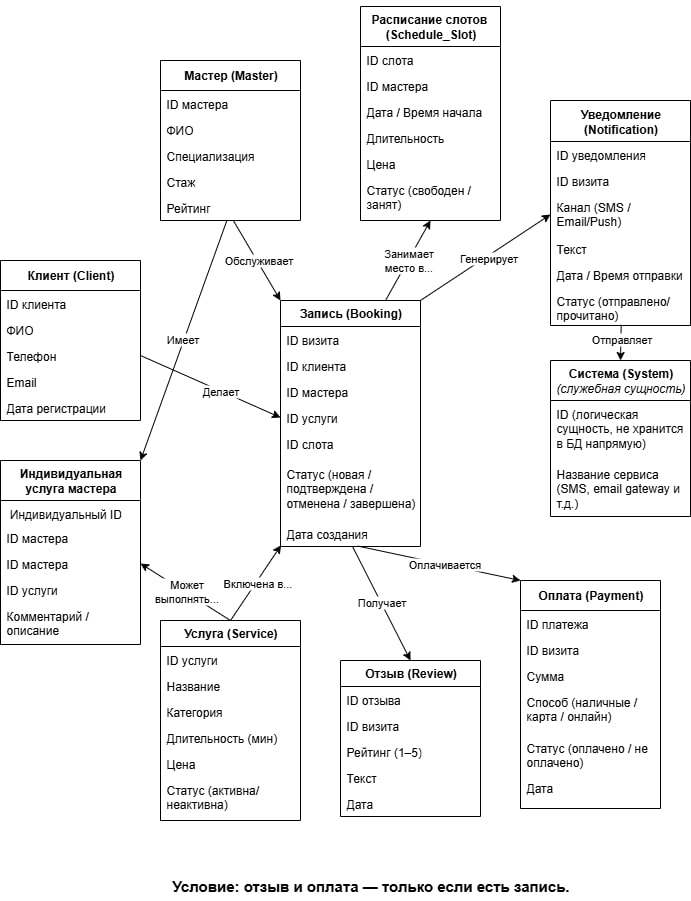 Расписание слотов
(Schedule_Slot)
ID слота
ID мастера
Дата / Время начала
Длительность
Цена
Статус (свободен /
занят)
Мастер (Master)
ID мастера
ФИО
Специализация
Стаж
Рейтинг
Уведомление
(Notification)
ID уведомления
ID визита
Канал (SMS /
Email/Push)
Текст
Дата / Время отправки
Статус (отправлено/
прочитано)
Обслуживает
Занимает
место в...
Генерирует
Клиент (Client)
ID клиента
ФИО
Телефон
Email
Дата регистрации
Имеет
Делает
Запись (Booking)
ID визита
ID клиента
ID мастера
ID услуги
ID слота
Статус (новая /
подтверждена /
отменена / завершена)
Дата создания
Отправляет
Система (System)
(служебная сущность)
ID (логическая
сущность, не хранится
в БД напрямую)
Название сервиса
(SMS, email gateway и
т.д.)
Индивидуальная
услуга мастера
Индивидуальный ID
ID мастера
ID мастера
ID услуги
Комментарий /
описание
Может
выполнять...
Включена в...
Получает
Оплачивается
Услуга (Service)
ID услуги
Название
Категория
Длительность (мин)
Цена
Статус (активна/
неактивна)
Отзыв (Review)
ID отзыва
ID визита
Рейтинг (1–5)
Текст
Дата
Оплата (Payment)
ID платежа
ID визита
Сумма
Способ (наличные /
карта / онлайн)
Статус (оплачено / не
оплачено)
Дата
Условие: отзыв и оплата — только если есть запись.